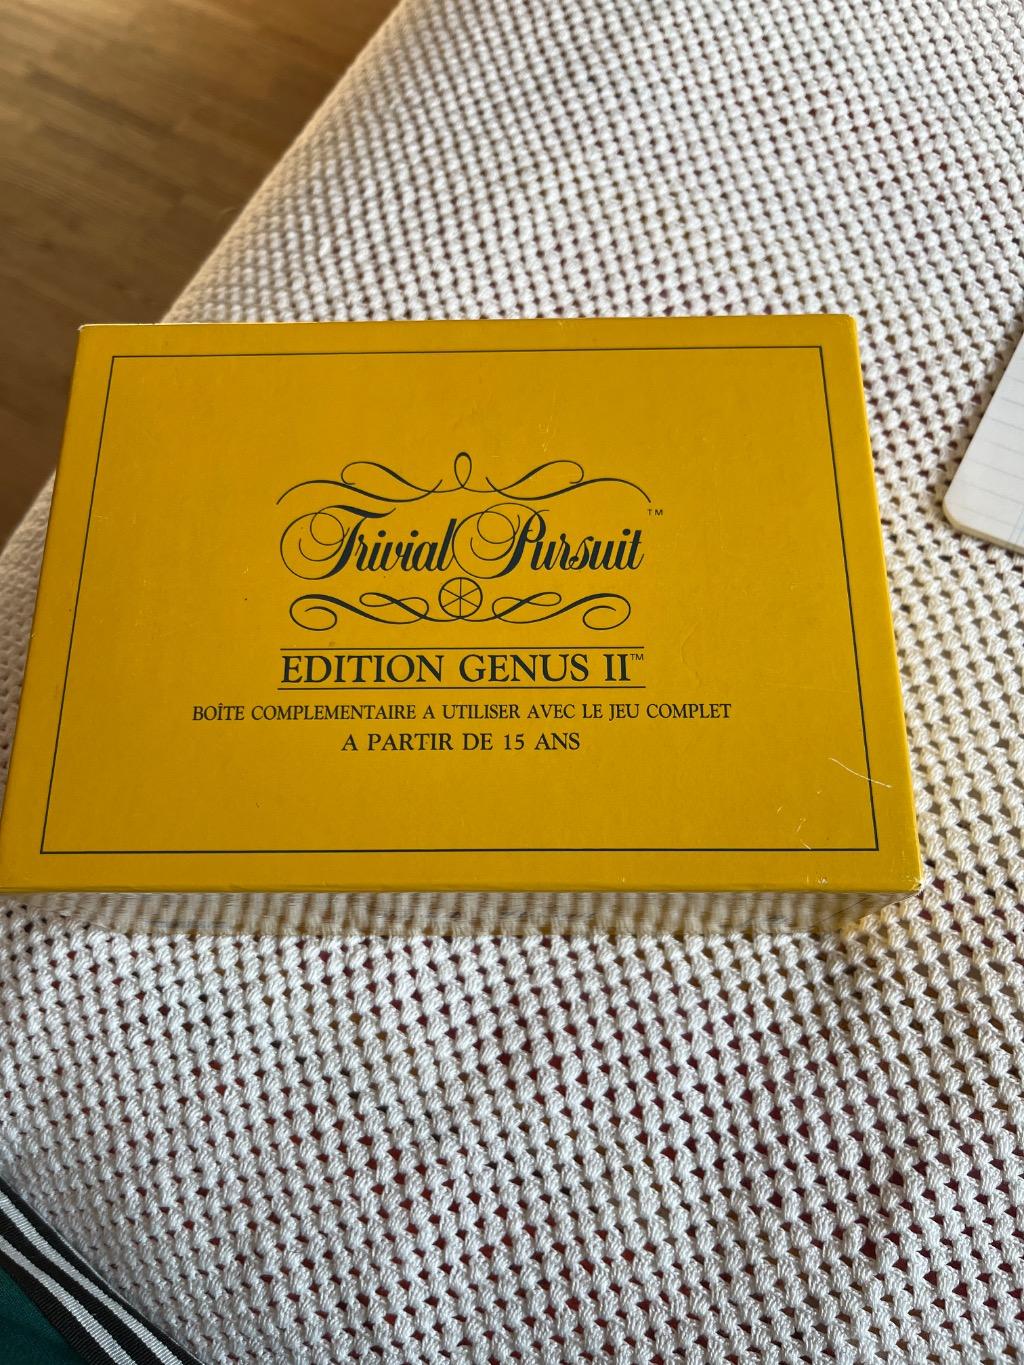 Trivial Pursuit™
EDITION GENUS II™
BOÎTE COMPLEMENTAIRE A UTILISER AVEC LE JEU COMPLET
A PARTIR DE 15 ANS